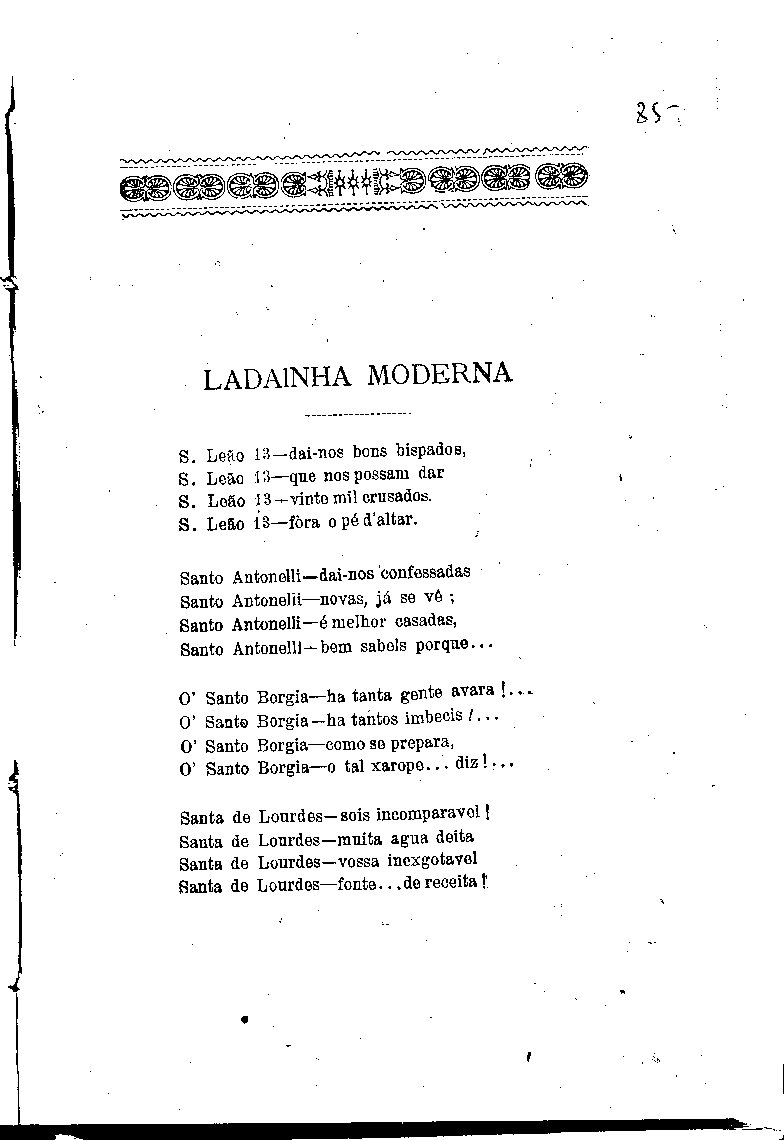 85
LADAINHA MODERNA
S. Leão 13—dai-nos bons bispados,
S. Leão 13—que nos possam dar
S. Leão 13—vinte mil crusados.
S. Leão 13—fòra o pé d'altar.
Santo Antonelli—dai-nos confessadas
Santo Antonelli—novas, já se vê ;
Santo Antonelli—é melhor casadas,
Santo Antonelli—bem sabeis porque...
O' Santo Borgia—ha tanta gente avara !...
O' Santo Borgia—ha tantos imbecis !...
O' Santo Borgia—como se prepara,
O' Santo Borgia—o tal xarope... diz !...
Santa de Lourdes—sois incomparavel !
Santa de Lourdes—muita agua deita
Santa de Lourdes—vossa inexgotavel
Santa de Lourdes—fonte...de receita !